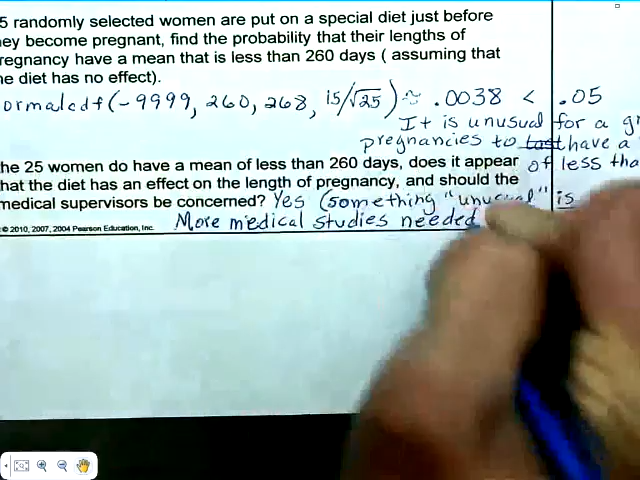 5 randomly selected women are put on a special diet just before
ey become pregnant, find the probability that their lengths of
regnancy have a mean that is less than 260 days ( assuming that
e diet has no effect).
ormalcdf(-9999, 260, 268, 15/√25) ≈ .0038 < .05
It is unusual for a gr
pregnancies to last have a
he 25 women do have a mean of less than 260 days, does it appear of less tha
hat the diet has an effect on the length of pregnancy, and should the
medical supervisors be concerned? Yes (something "unusual" is
© 2010, 2007, 2004 Pearson Education, Inc. More medical studies needed